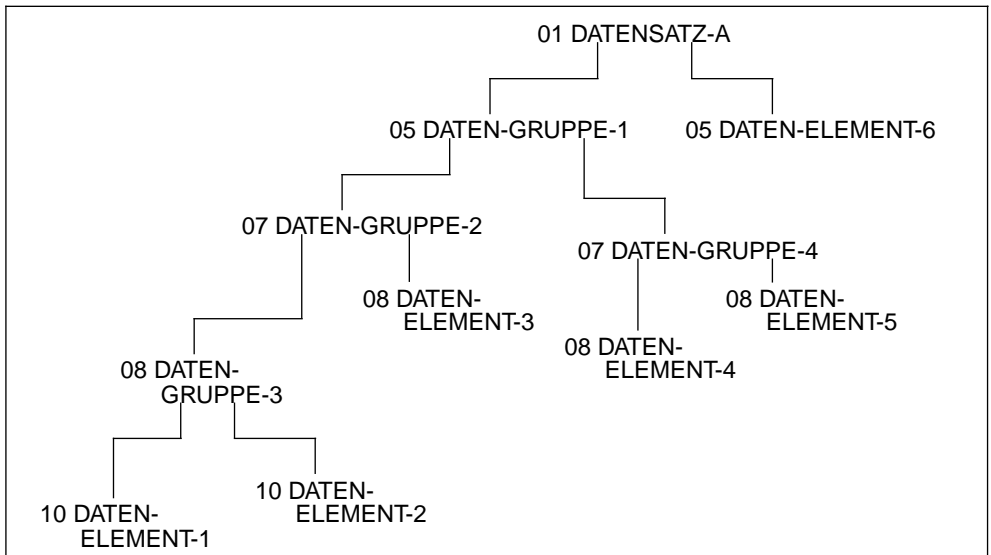 01 DATENSATZ-A
05 DATEN-GRUPPE-1
05 DATEN-ELEMENT-6
07 DATEN-GRUPPE-2
07 DATEN-GRUPPE-4
08 DATEN-
ELEMENT-3
08 DATEN-
ELEMENT-5
08 DATEN-
ELEMENT-4
08 DATEN-
GRUPPE-3
10 DATEN-
ELEMENT-2
10 DATEN-
ELEMENT-1